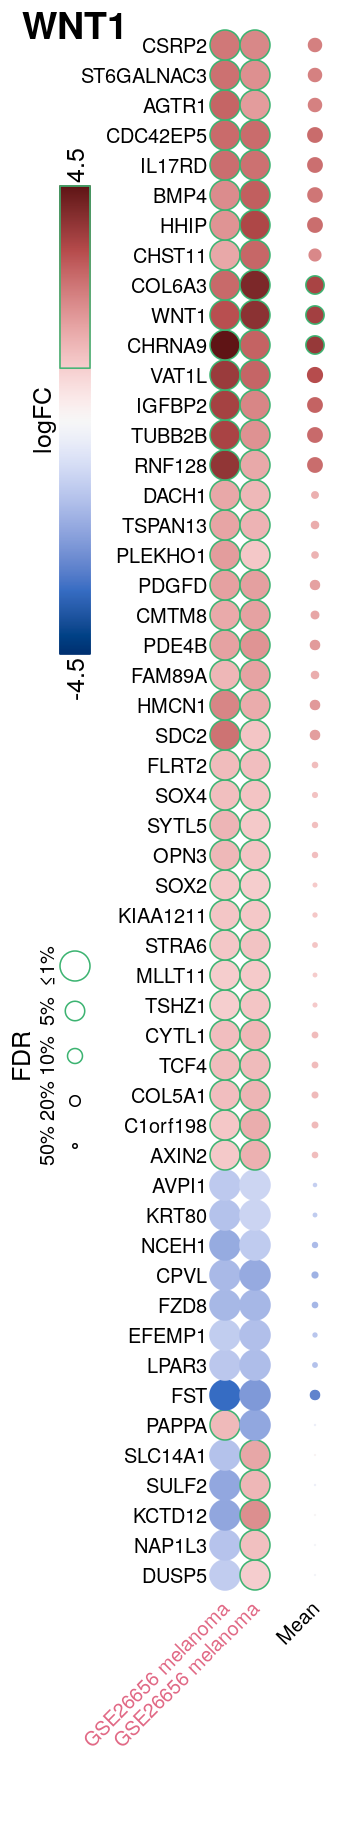 WNT1
CSRP2
ST6GALNAC3
AGTR1
CDC42EP5
IL17RD
BMP4
HHIP
CHST11
COL6A3
WNT1
CHRNA9
VAT1L
IGFBP2
TUBB2B
RNF128
DACH1
TSPAN13
PLEKHO1
PDGFD
CMTM8
PDE4B
FAM89A
HMCN1
SDC2
FLRT2
SOX4
SYTL5
OPN3
SOX2
KIAA1211
STRA6
MLLT11
TSHZ1
CYTL1
TCF4
COL5A1
C1orf198
AXIN2
AVPI1
KRT80
NCEH1
CPVL
FZD8
EFEMP1
LPAR3
FST
PAPPA
SLC14A1
SULF2
KCTD12
NAP1L3
DUSP5
4.5
logFC
-4.5
FDR
50% 20% 10% 5% ≤1%
GSE26656 melanoma
GSE26656 melanoma
Mean